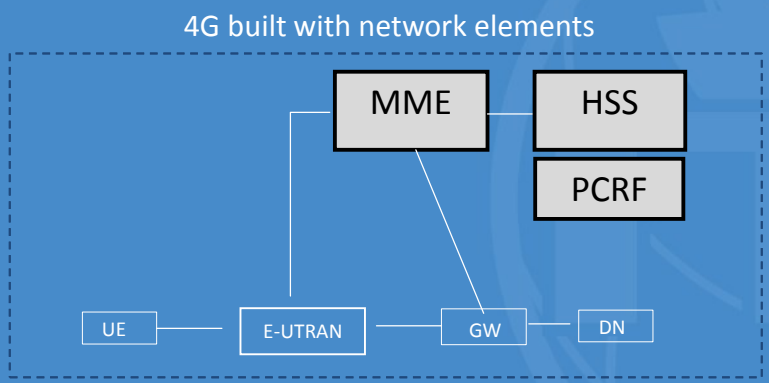 4G built with network elements
MME
HSS
PCRF
UE
E-UTRAN
GW
DN